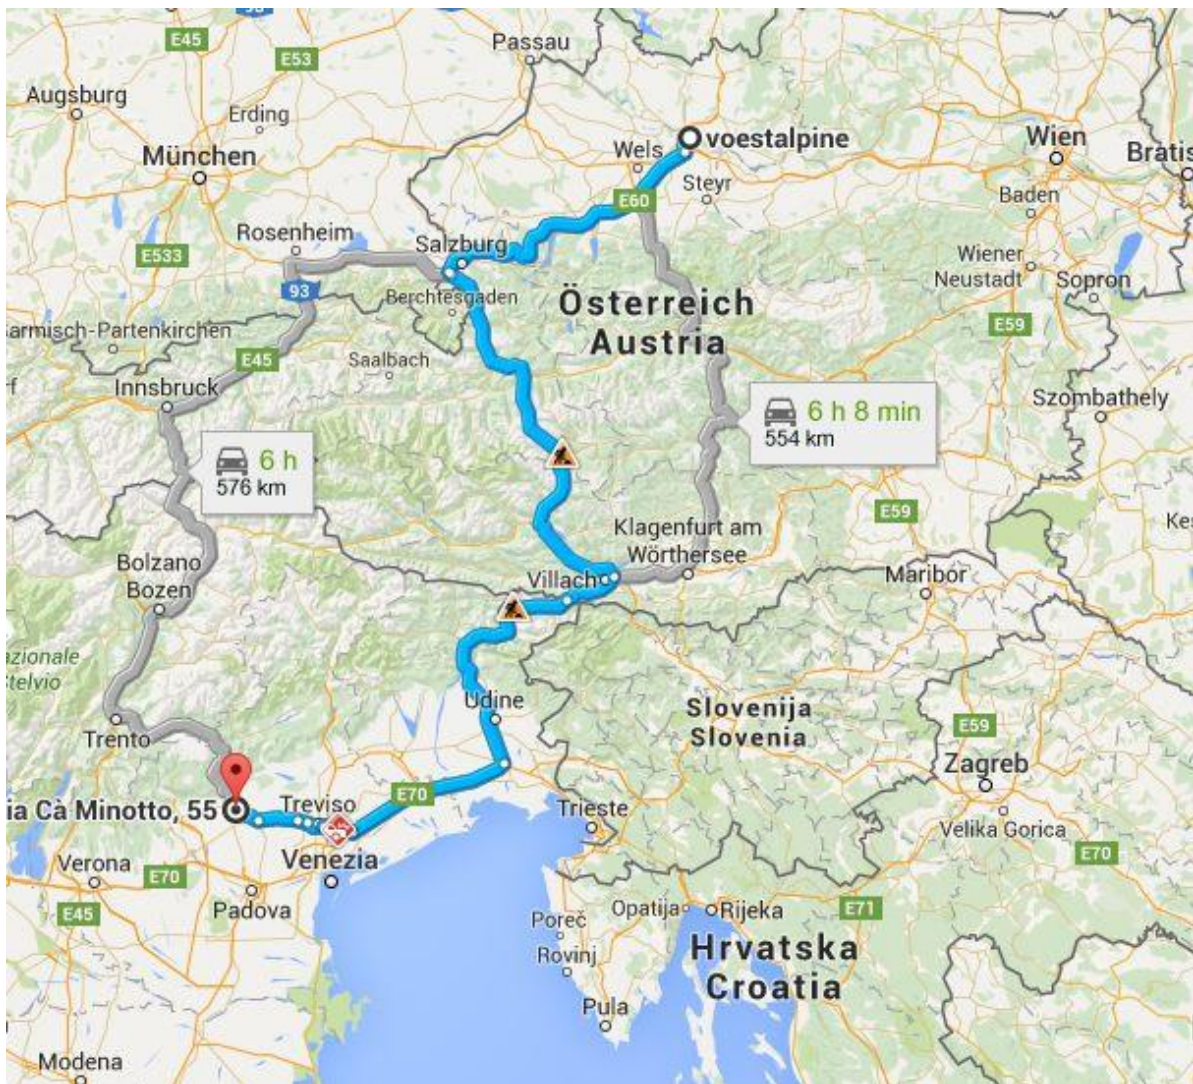 98
E45
Passau
E53
Augsburg
Erding
München
voestalpine
Wien
Wels
Bratis
Steyr
Baden
E60
Rosenheim
Salzburg
E533
Wiener
Neustadt
Sopron
93
Berchtesgaden
Österreich
Austria
E59
armisch-Partenkirchen
E45
Saalbach
rf
Innsbruck
Szombathely
6 h 8 min
554 km
6 h
576 km
E59
Kes
Klagenfurt am
Wörthersee
Bolzano
Bozen
Villach
Maribor
azionale
Stelvio
Udine
Slovenija
Slovenia
E59
Trento
Zagreb
E70
Treviso
ia Cà Minotto, 55
Trieste
Velika Gorica
Venezia
E70
Verona
E70
E45
Padova
Opatija
Rijeka
E71
Poreč
Rovinj
Hrvatska
Croatia
Pula
Modena